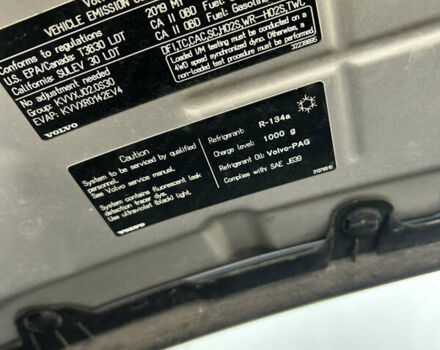 VEHICLE EMISSION
Conforms to regulations
2019 MY
U.S. EPA/Canada: T3B30 LDT
CA II OBD Fuel:
California: SULEV 30 LDT
CA II OBD Fuel: Gasoline
No adjustment needed
DFI,TC,CAC,SC,HO2S,WR-HO2S,TWC
Group: KVVXJ02.0S30
Loaded I/M testing must be conducted on a
EVAP: KVVXR0142EV4
4WD speed synchronized dyno. Otherwise
a no-load test must be performed.
VOLVO
Caution
System to be serviced by qualified
personnel.
See Volvo service manual.
System contains fluorescent leak
detection tracer dye.
Use ultraviolet (black) light.
VOLVO
Refrigerant: R-134a
Charge level: 1000 g
Refrigerant Oil: Volvo-PAG
Complies with: SAE J639